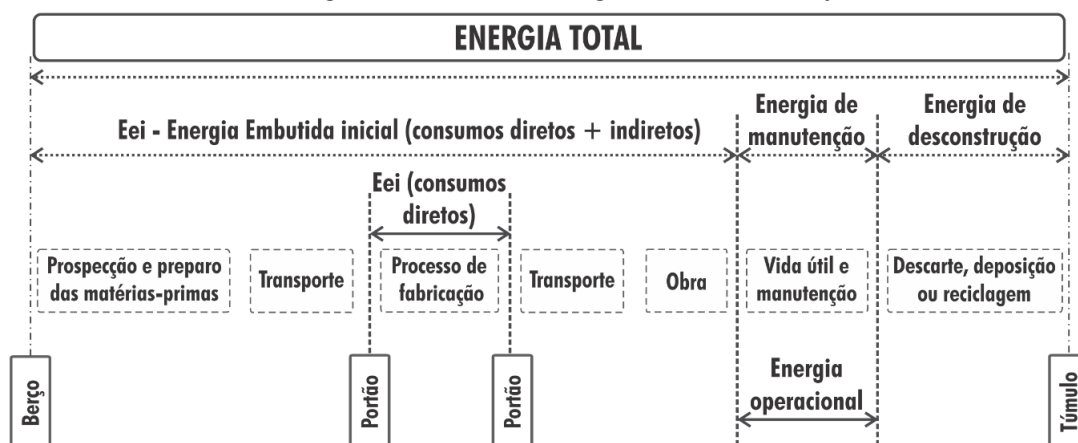 ENERGIA TOTAL
Eei - Energia Embutida inicial (consumos diretos + indiretos)
Energia de
manutenção
Energia de
desconstrução
Eei (consumos
diretos)
Prospecção e preparo
das matérias-primas
Transporte
Processo de
fabricação
Transporte
Obra
Vida útil e
manutenção
Descarte, deposição
ou reciclagem
Berço
Portão
Portão
Energia
operacional
Túmulo